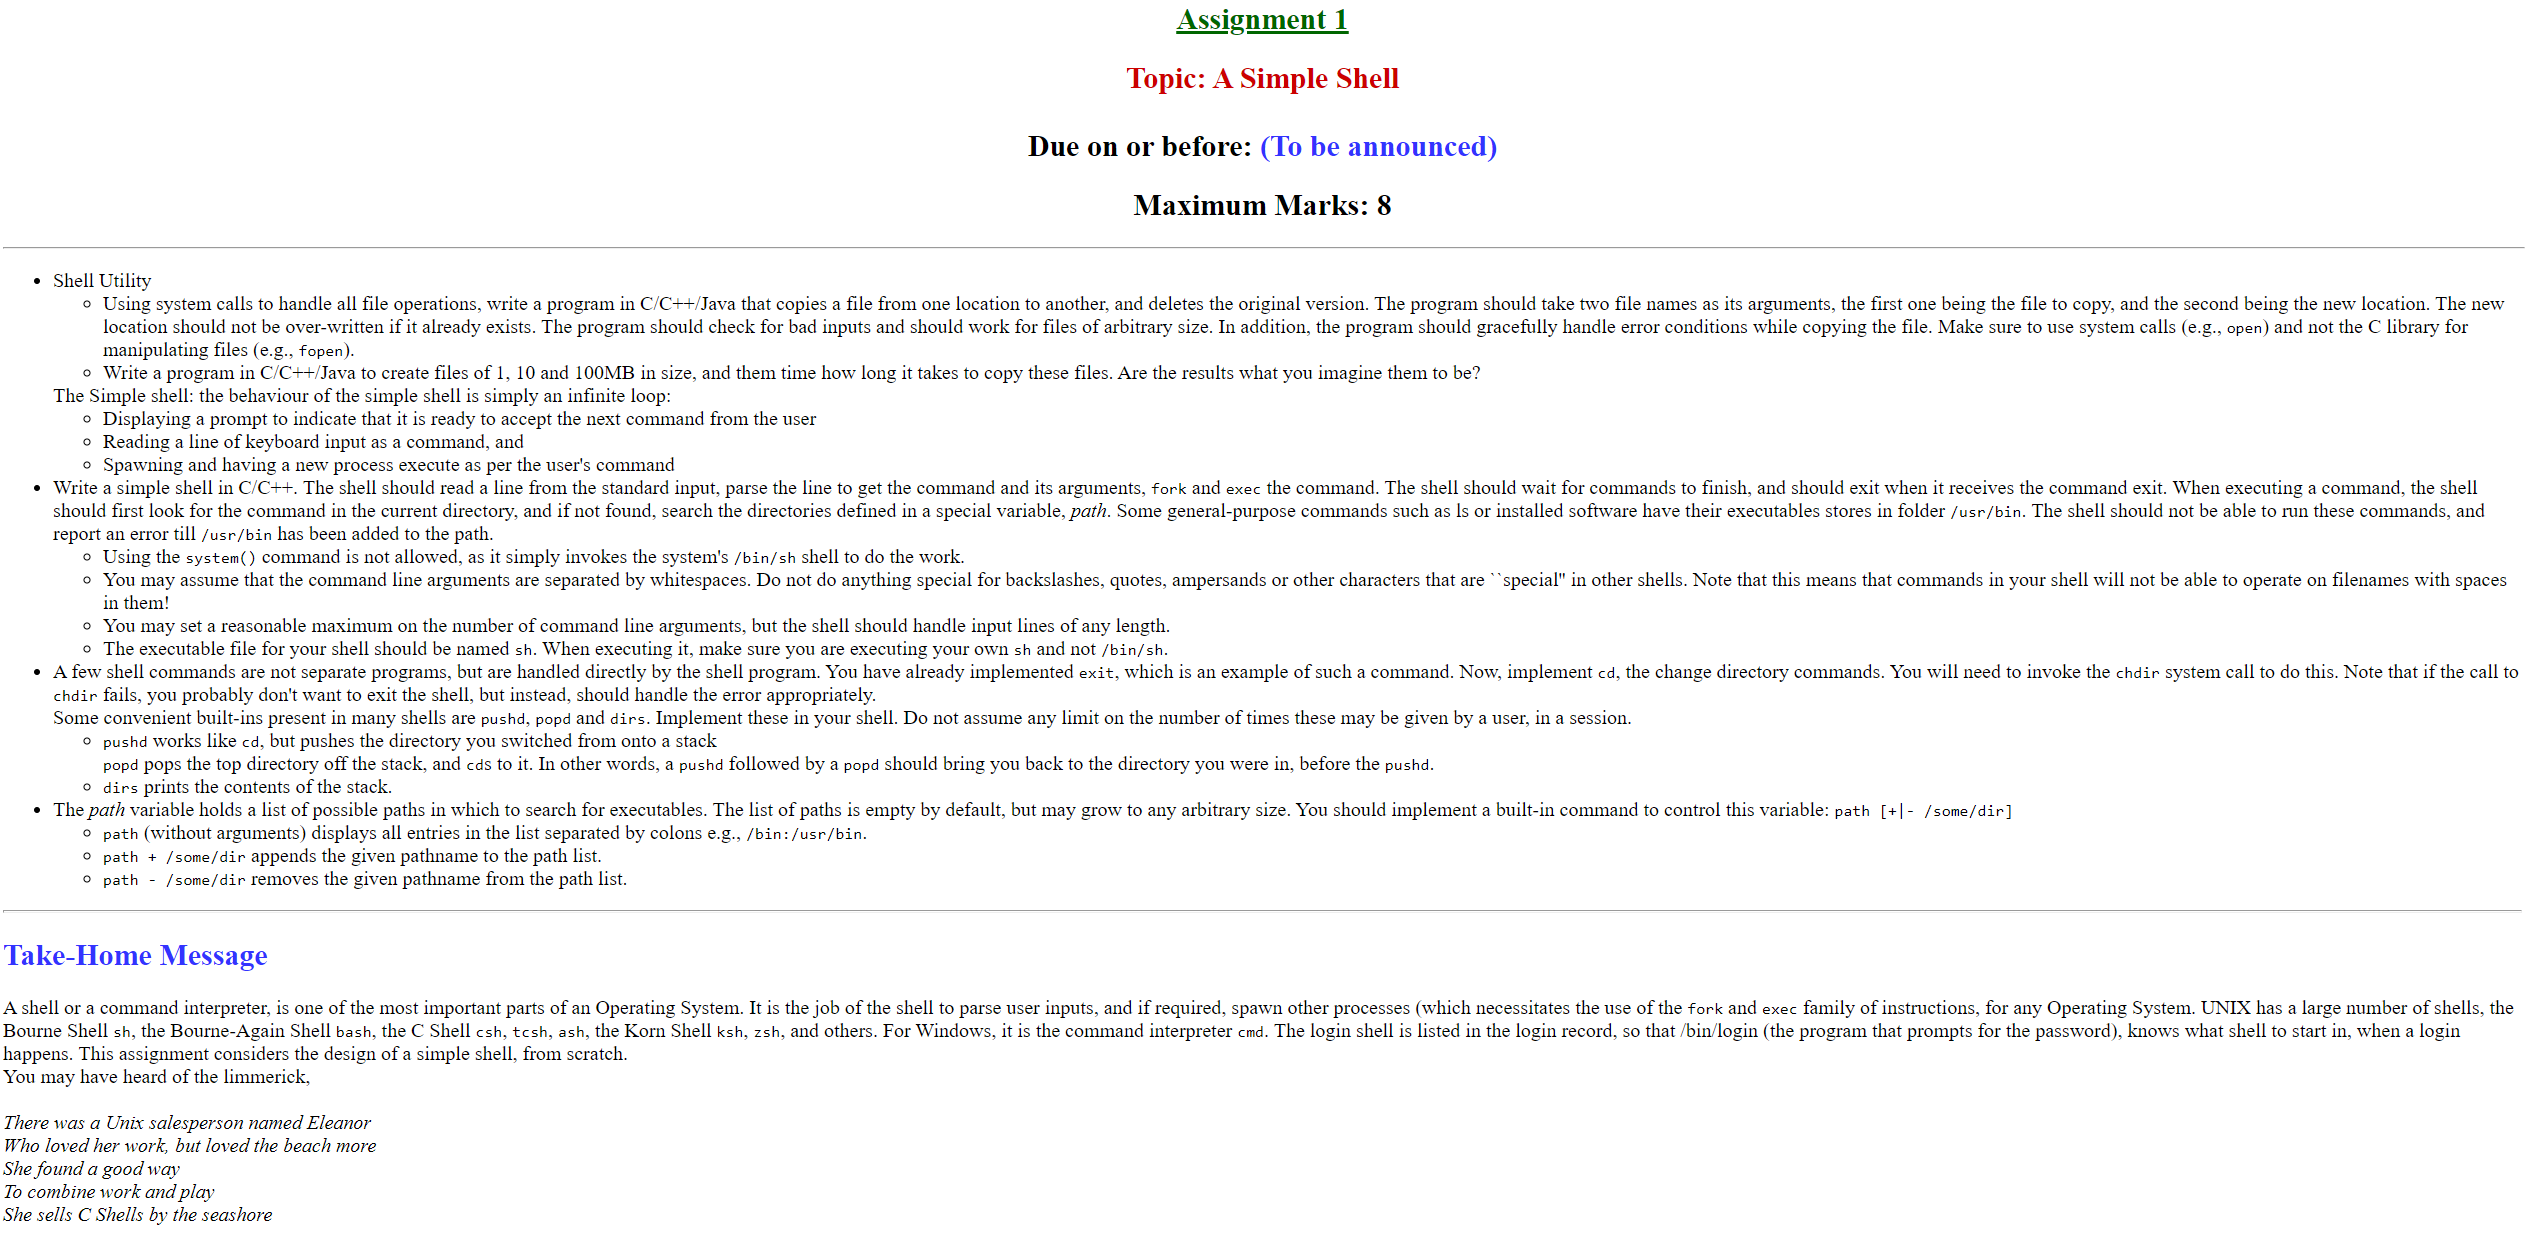 Assignment 1
Topic: A Simple Shell
Due on or before: (To be announced)
Maximum Marks: 8
Shell Utility
Using system calls to handle all file operations, write a program in C/C++/Java that copies a file from one location to another, and deletes the original version. The program should take two file names as its arguments, the first one being the file to copy, and the second being the new location. The new
location should not be over-written if it already exists. The program should check for bad inputs and should work for files of arbitrary size. In addition, the program should gracefully handle error conditions while copying the file. Make sure to use system calls (e.g., open) and not the C library for
manipulating files (e.g., fopen).
Write a program in C/C++/Java to create files of 1, 10 and 100MB in size, and them time how long it takes to copy these files. Are the results what you imagine them to be?
The Simple shell: the behaviour of the simple shell is simply an infinite loop:
Displaying a prompt to indicate that it is ready to accept the next command from the user
Reading a line of keyboard input as a command, and
Spawning and having a new process execute as per the user's command
Write a simple shell in C/C++. The shell should read a line from the standard input, parse the line to get the command and its arguments, fork and exec the command. The shell should wait for commands to finish, and should exit when it receives the command exit. When executing a command, the shell
should first look for the command in the current directory, and if not found, search the directories defined in a special variable, path. Some general-purpose commands such as ls or installed software have their executables stores in folder /usr/bin. The shell should not be able to run these commands, and
report an error till /usr/bin has been added to the path.
Using the system() command is not allowed, as it simply invokes the system's /bin/sh shell to do the work.
You may assume that the command line arguments are separated by whitespaces. Do not do anything special for backslashes, quotes, ampersands or other characters that are ``special'' in other shells. Note that this means that commands in your shell will not be able to operate on filenames with spaces
in them!
You may set a reasonable maximum on the number of command line arguments, but the shell should handle input lines of any length.
The executable file for your shell should be named sh. When executing it, make sure you are executing your own sh and not /bin/sh.
A few shell commands are not separate programs, but are handled directly by the shell program. You have already implemented exit, which is an example of such a command. Now, implement cd, the change directory commands. You will need to invoke the chdir system call to do this. Note that if the call to
chdir fails, you probably don't want to exit the shell, but instead, should handle the error appropriately.
Some convenient built-ins present in many shells are pushd, popd and dirs. Implement these in your shell. Do not assume any limit on the number of times these may be given by a user, in a session.
pushd works like cd, but pushes the directory you switched from onto a stack
popd pops the top directory off the stack, and cds to it. In other words, a pushd followed by a popd should bring you back to the directory you were in, before the pushd.
dirs prints the contents of the stack.
The path variable holds a list of possible paths in which to search for executables. The list of paths is empty by default, but may grow to any arbitrary size. You should implement a built-in command to control this variable: path [+|- /some/dir]
path (without arguments) displays all entries in the list separated by colons e.g., /bin:/usr/bin.
path + /some/dir appends the given pathname to the path list.
path - /some/dir removes the given pathname from the path list.
Take-Home Message
A shell or a command interpreter, is one of the most important parts of an Operating System. It is the job of the shell to parse user inputs, and if required, spawn other processes (which necessitates the use of the fork and exec family of instructions, for any Operating System. UNIX has a large number of shells, the
Bourne Shell sh, the Bourne-Again Shell bash, the C Shell csh, tcsh, ash, the Korn Shell ksh, zsh, and others. For Windows, it is the command interpreter cmd. The login shell is listed in the login record, so that /bin/login (the program that prompts for the password), knows what shell to start in, when a login
happens. This assignment considers the design of a simple shell, from scratch.
You may have heard of the limmerick,
There was a Unix salesperson named Eleanor
Who loved her work, but loved the beach more
She found a good way
To combine work and play
She sells C Shells by the seashore